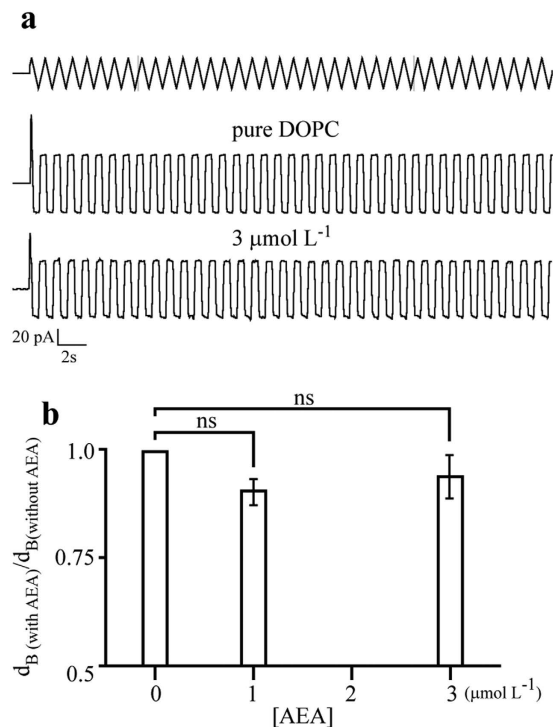 a
pure DOPC
3 μmol L⁻¹
20 pA
2s
b
ns
ns
1.0
0.75
0.5
d_B (with AEA)/d_B(without AEA)
0 1 2 3 (μmol L⁻¹)
[AEA]